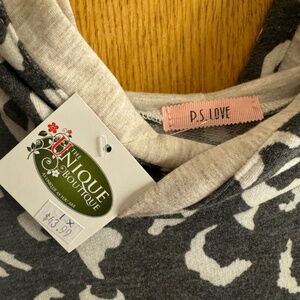 P.S. LOVE
THE
UNIQUE
BOUTIQUE
1X
$43.99